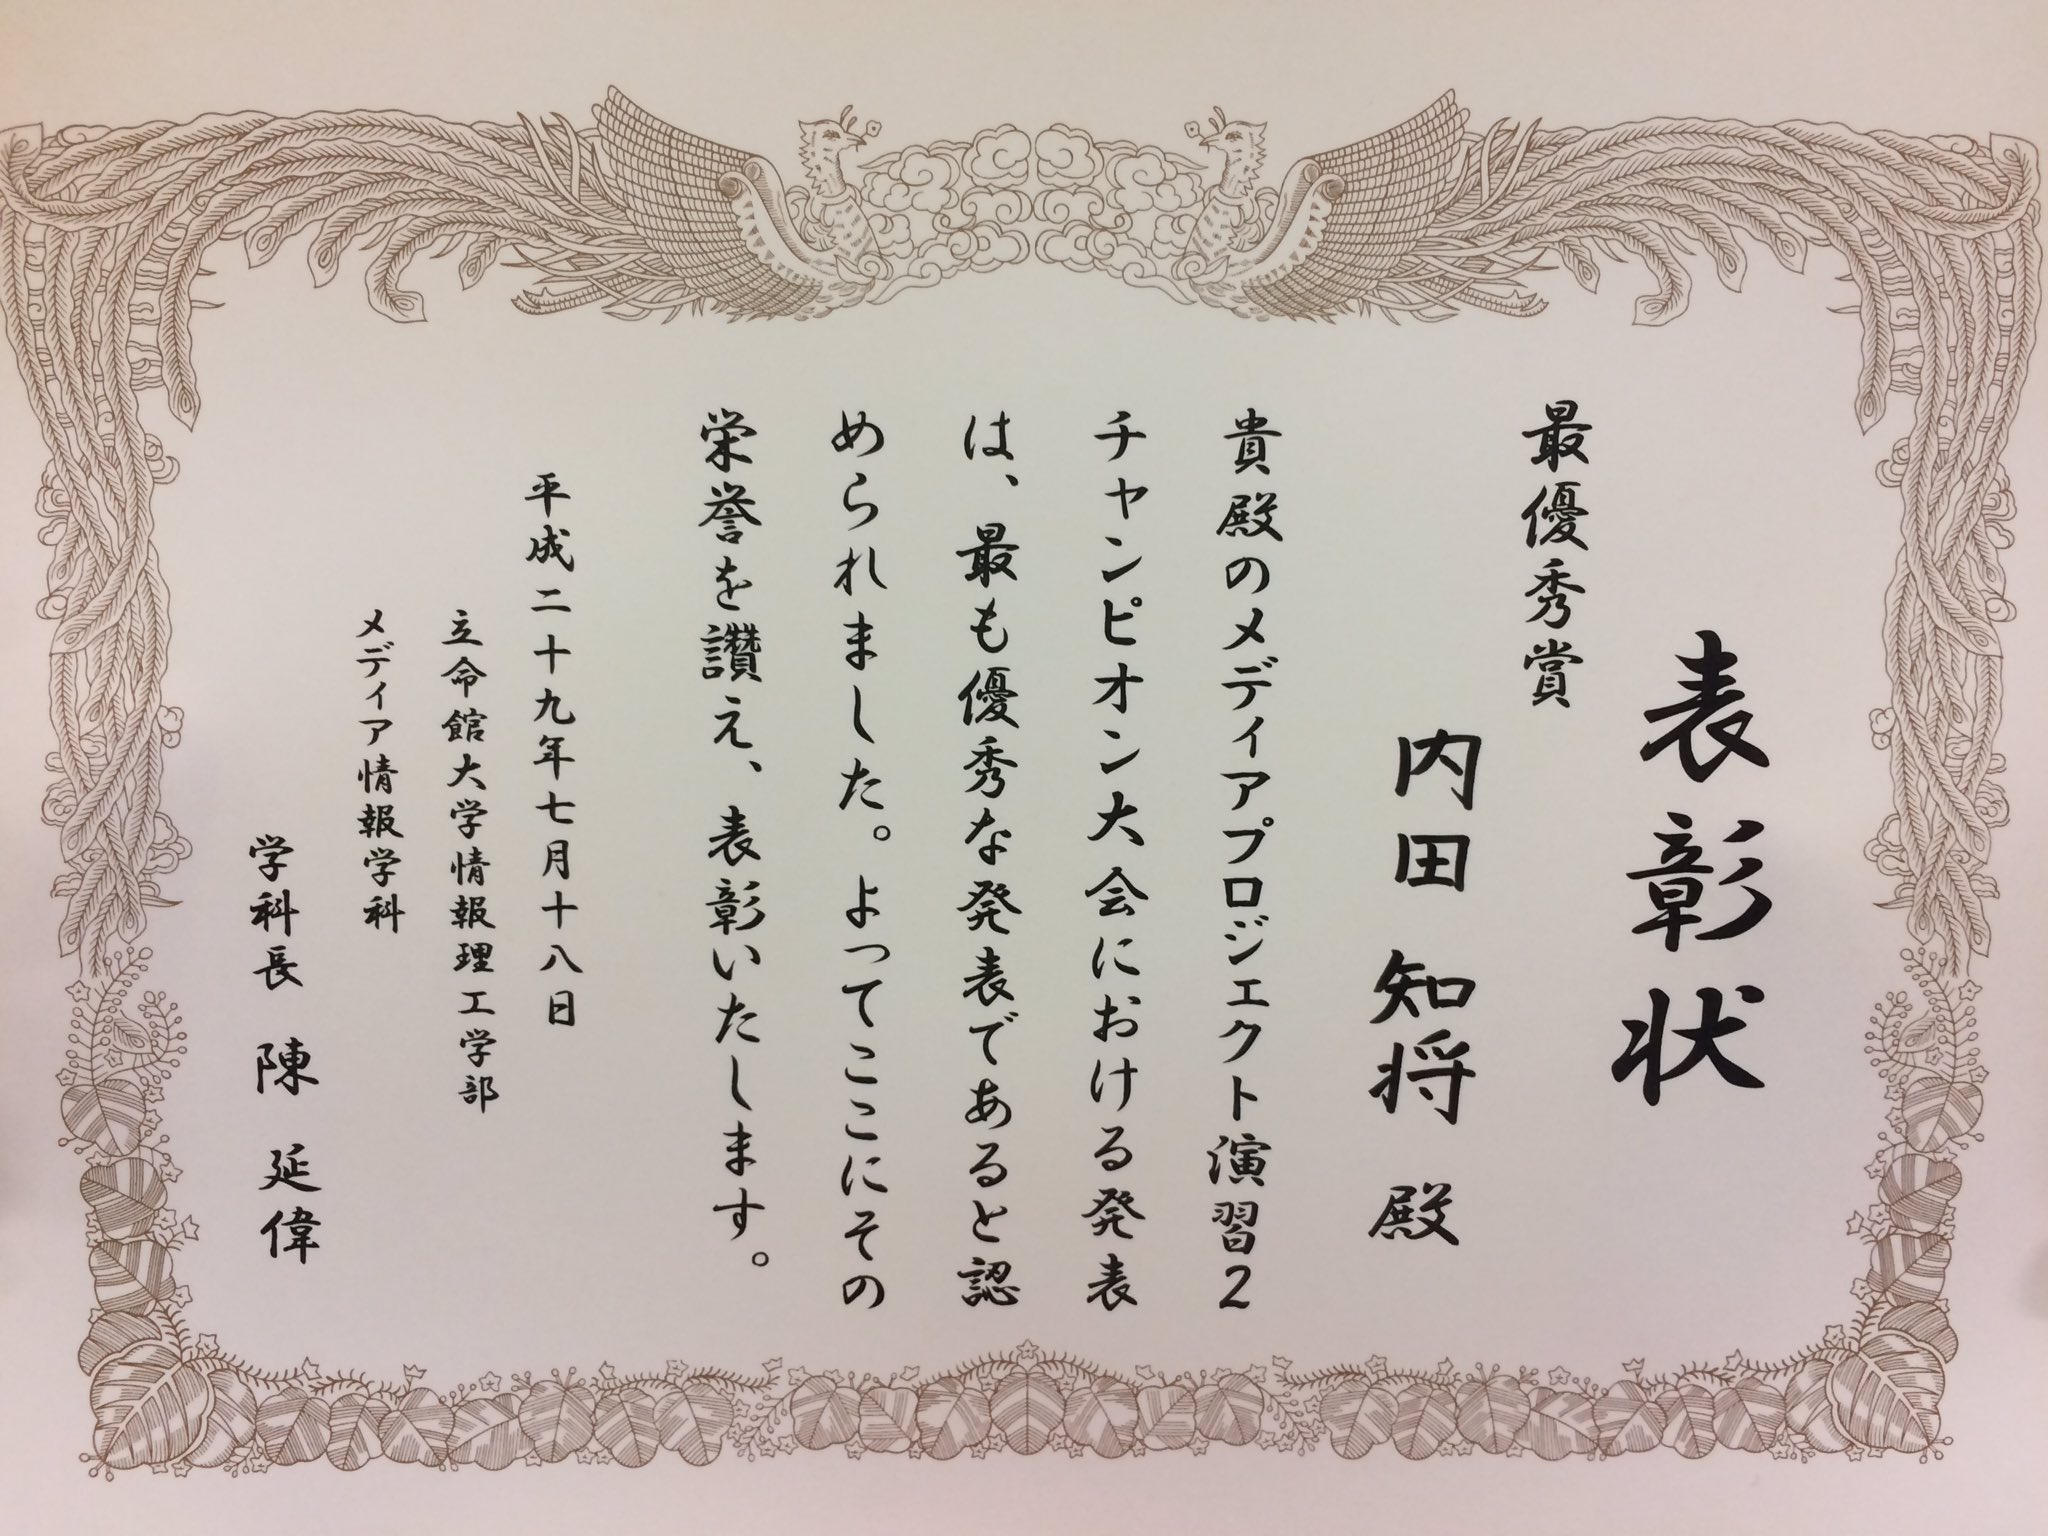 表彰状
最優秀賞
内田 知将 殿
貴殿のメディアプロジェクト演習2
チャンピオン大会における発表
は、最も優秀な発表であると認
められました。よってここにその
栄誉を讃え、表彰いたします。
平成二十九年七月十八日
立命館大学情報理工学部
メディア情報学科
学科長 陳 延偉